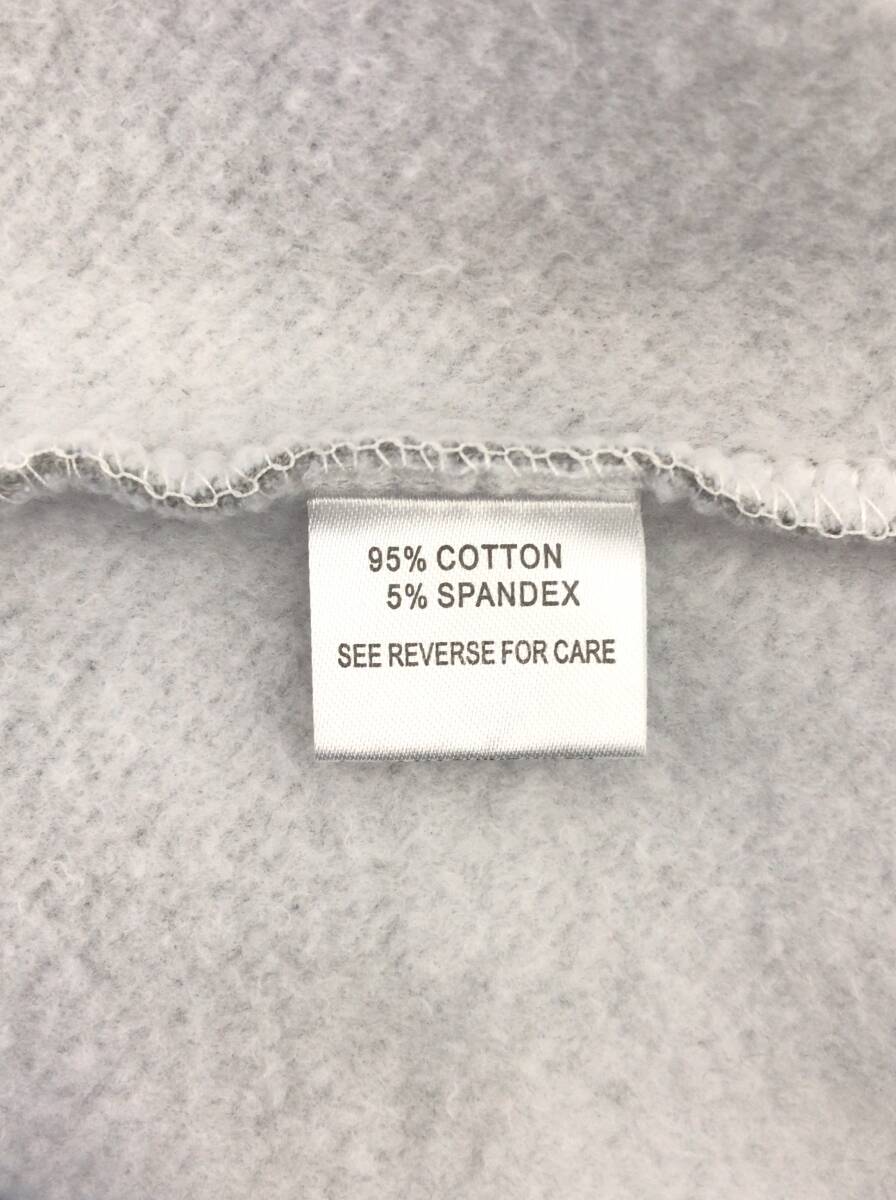 95% COTTON
5% SPANDEX
SEE REVERSE FOR CARE